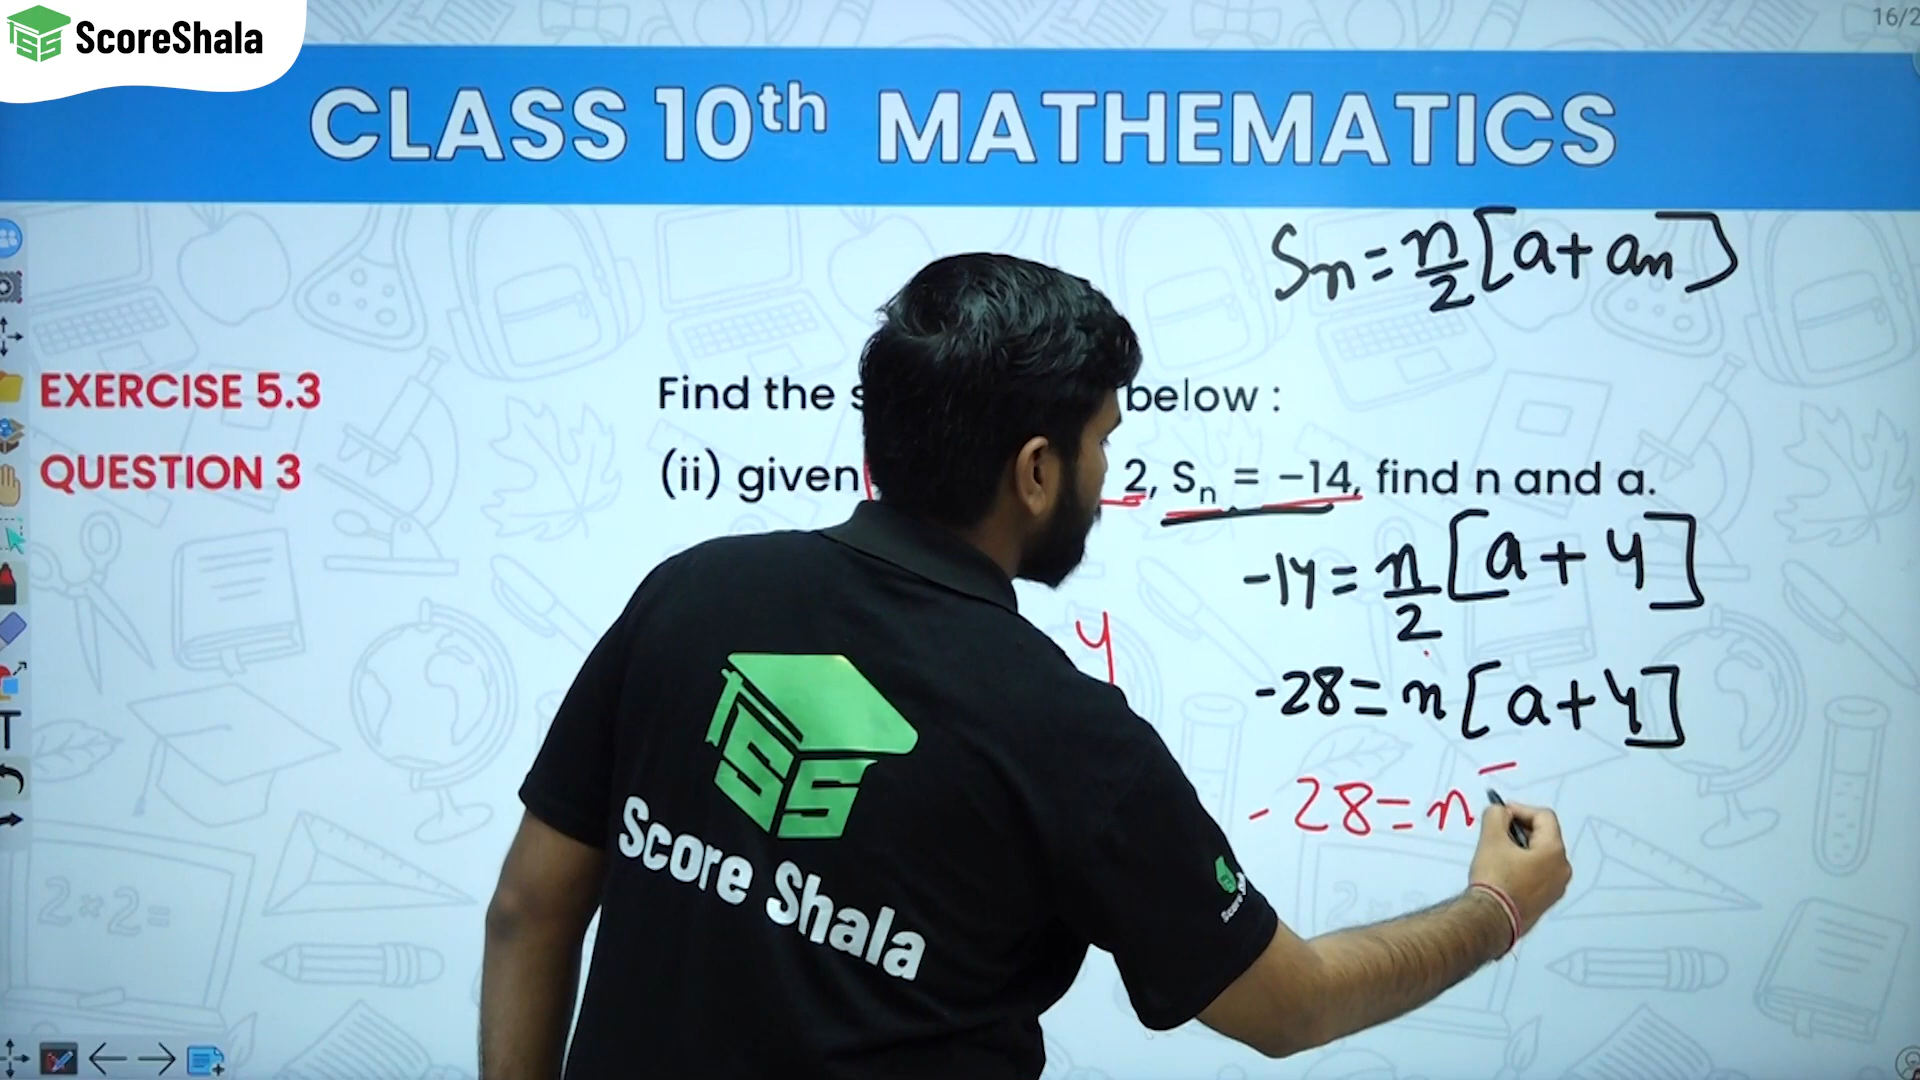 ScoreShala
16/2
CLASS 10th MATHEMATICS
Sn = n/2 [a + an]
EXERCISE 5.3
QUESTION 3
Find the below :
(ii) given 2, Sn = −14, find n and a.
-14 = n/2 [a + 4]
4
-28 = n [a + 4]
-28 = n
Score Shala
2×2=